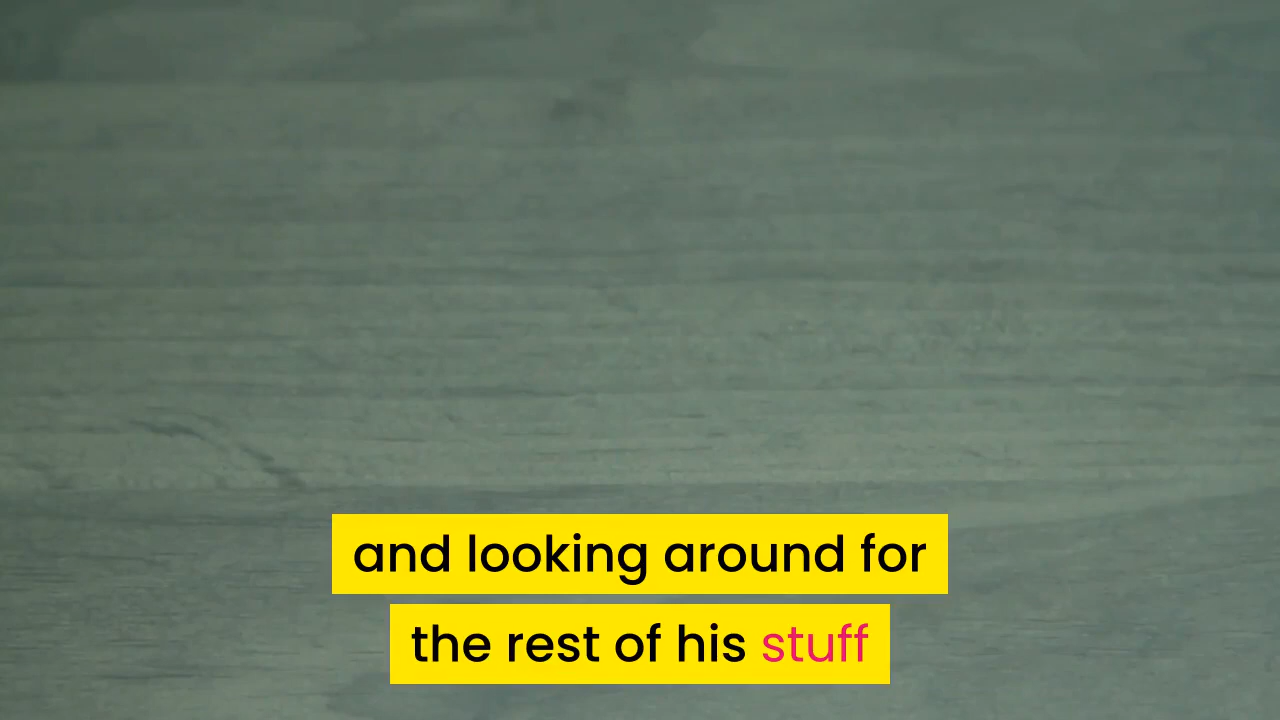 and looking around for
the rest of his stuff